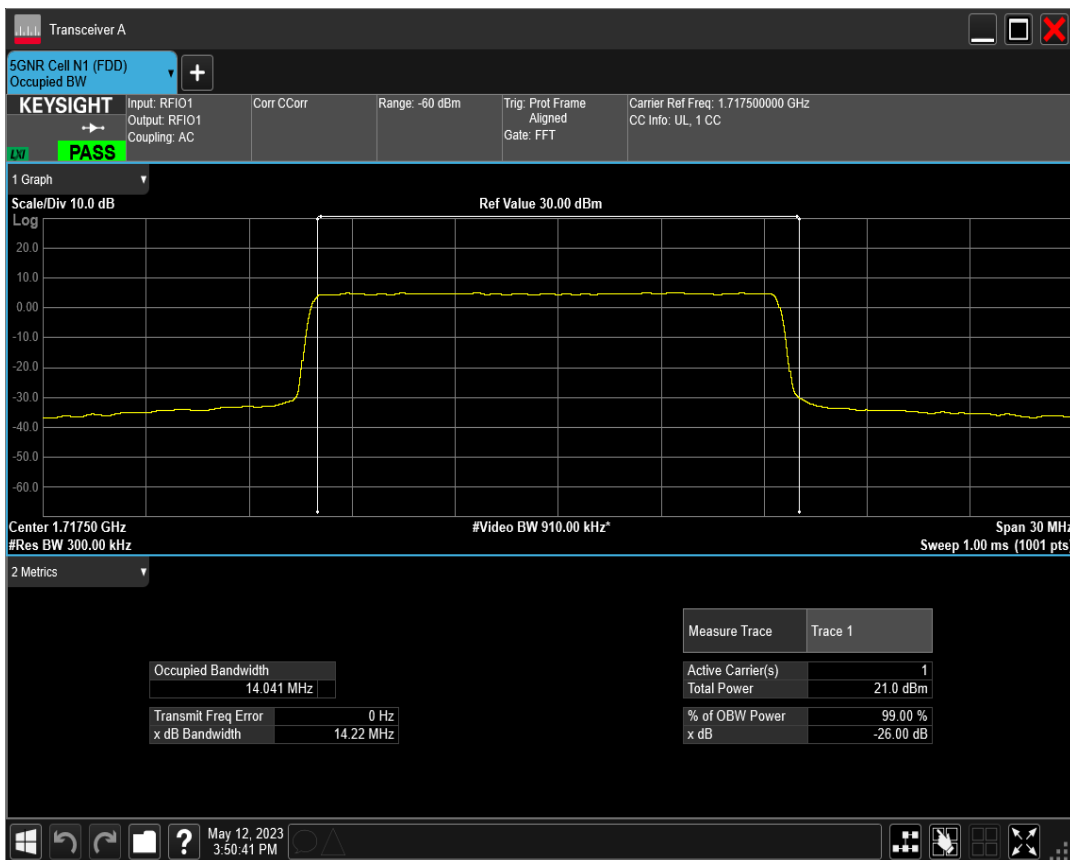 Transceiver A
5GNR Cell N1 (FDD)
Occupied BW
+
KEYSIGHT
LXI
PASS
Input: RFIO1
Output: RFIO1
Coupling: AC
Corr CCorr
Range: -60 dBm
Trig: Prot Frame
Aligned
Gate: FFT
Carrier Ref Freq: 1.717500000 GHz
CC Info: UL, 1 CC
1 Graph
Scale/Div 10.0 dB
Ref Value 30.00 dBm
Log
20.0
10.0
0.00
-10.0
-20.0
-30.0
-40.0
-50.0
-60.0
Center 1.71750 GHz
#Video BW 910.00 kHz*
Span 30 MHz
#Res BW 300.00 kHz
Sweep 1.00 ms (1001 pts)
2 Metrics
Measure Trace Trace 1
Occupied Bandwidth
14.041 MHz
Active Carrier(s) 1
Total Power 21.0 dBm
Transmit Freq Error 0 Hz
x dB Bandwidth 14.22 MHz
% of OBW Power 99.00 %
x dB -26.00 dB
?
May 12, 2023
3:50:41 PM